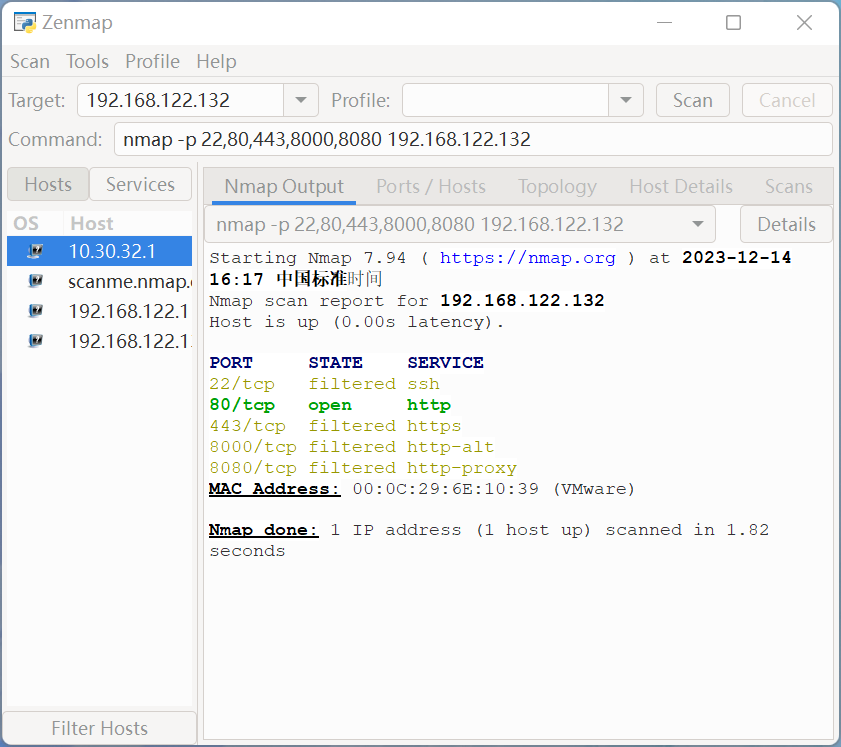 Zenmap
Scan Tools Profile Help
Target: 192.168.122.132 Profile: Scan Cancel
Command: nmap -p 22,80,443,8000,8080 192.168.122.132
Hosts Services
Nmap Output Ports / Hosts Topology Host Details Scans
OS Host
10.30.32.1
scanme.nmap.
192.168.122.1
192.168.122.1
nmap -p 22,80,443,8000,8080 192.168.122.132 Details
Starting Nmap 7.94 ( https://nmap.org ) at 2023-12-14
16:17 中国标准时间
Nmap scan report for 192.168.122.132
Host is up (0.00s latency).
PORT STATE SERVICE
22/tcp filtered ssh
80/tcp open http
443/tcp filtered https
8000/tcp filtered http-alt
8080/tcp filtered http-proxy
MAC Address: 00:0C:29:6E:10:39 (VMware)
Nmap done: 1 IP address (1 host up) scanned in 1.82
seconds
Filter Hosts